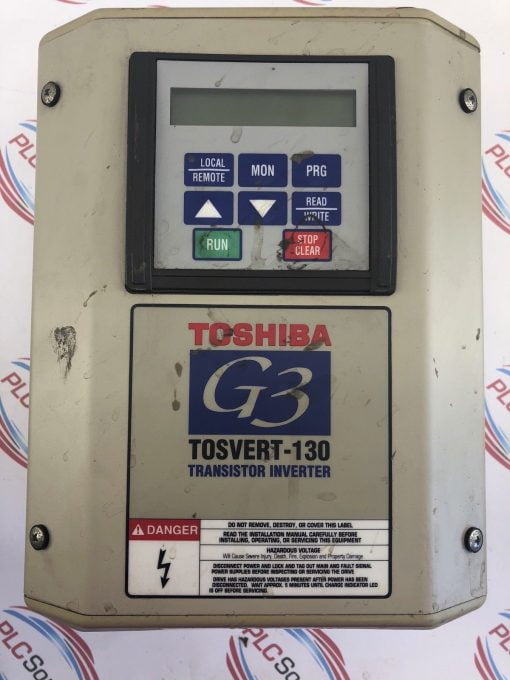 LOCAL
REMOTE
MON
PRG
READ
WRITE
RUN
STOP
CLEAR
TOSHIBA
G3
TOSVERT-130
TRANSISTOR INVERTER
DANGER
DO NOT REMOVE, DESTROY, OR COVER THIS LABEL
READ THE INSTALLATION MANUAL CAREFULLY BEFORE
INSTALLING, OPERATING, OR SERVICING THIS EQUIPMENT
HAZARDOUS VOLTAGE
Will Cause Severe Injury, Death, Fire, Explosion and Property Damage
DISCONNECT POWER AND LOCK AND TAG OUT MAIN AND FAULT SIGNAL
POWER SUPPLIES BEFORE INSPECTING OR SERVICING THE DRIVE
DRIVE HAS HAZARDOUS VOLTAGES PRESENT AFTER POWER HAS BEEN
DISCONNECTED. WAIT APPROX. 5 MINUTES UNTIL CHARGE INDICATOR LED
IS OFF BEFORE SERVICING.
PLCSo